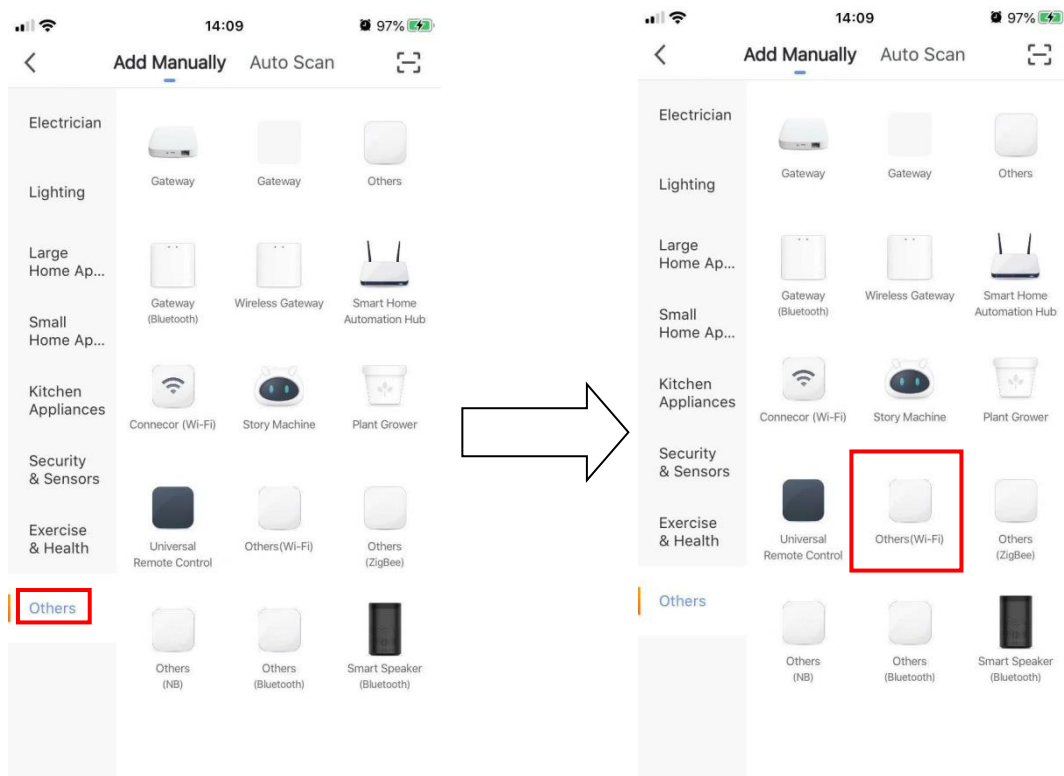 14:09
97%
Add Manually Auto Scan
Electrician
Lighting
Large
Home Ap...
Small
Home Ap...
Kitchen
Appliances
Security
& Sensors
Exercise
& Health
Others
Gateway Gateway Others
Gateway
(Bluetooth)
Wireless Gateway
Smart Home
Automation Hub
Connecor (Wi-Fi) Story Machine Plant Grower
Universal
Remote Control
Others(Wi-Fi)
Others
(ZigBee)
Others
(NB)
Others
(Bluetooth)
Smart Speaker
(Bluetooth)
14:09
97%
Add Manually Auto Scan
Electrician
Lighting
Large
Home Ap...
Small
Home Ap...
Kitchen
Appliances
Security
& Sensors
Exercise
& Health
Others
Gateway Gateway Others
Gateway
(Bluetooth)
Wireless Gateway
Smart Home
Automation Hub
Connecor (Wi-Fi) Story Machine Plant Grower
Universal
Remote Control
Others(Wi-Fi)
Others
(ZigBee)
Others
(NB)
Others
(Bluetooth)
Smart Speaker
(Bluetooth)